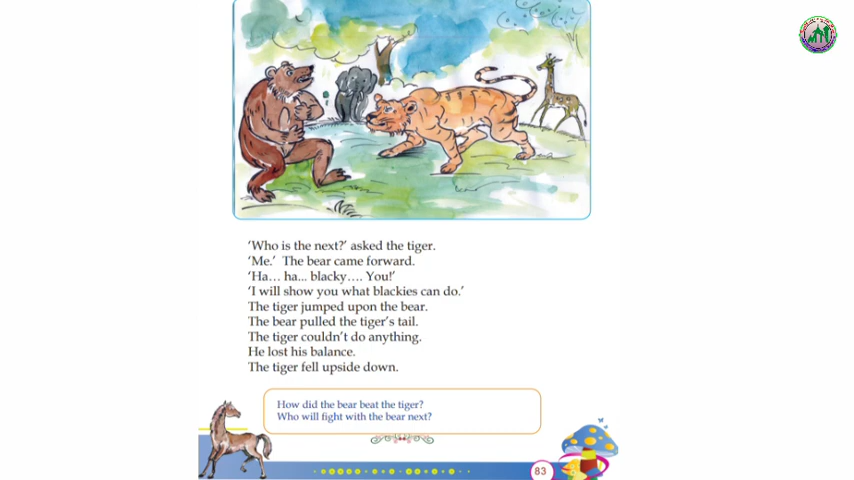 ‘Who is the next?’ asked the tiger.
‘Me.’ The bear came forward.
‘Ha… ha... blacky…. You!’
‘I will show you what blackies can do.’
The tiger jumped upon the bear.
The bear pulled the tiger’s tail.
The tiger couldn’t do anything.
He lost his balance.
The tiger fell upside down.
How did the bear beat the tiger?
Who will fight with the bear next?
83